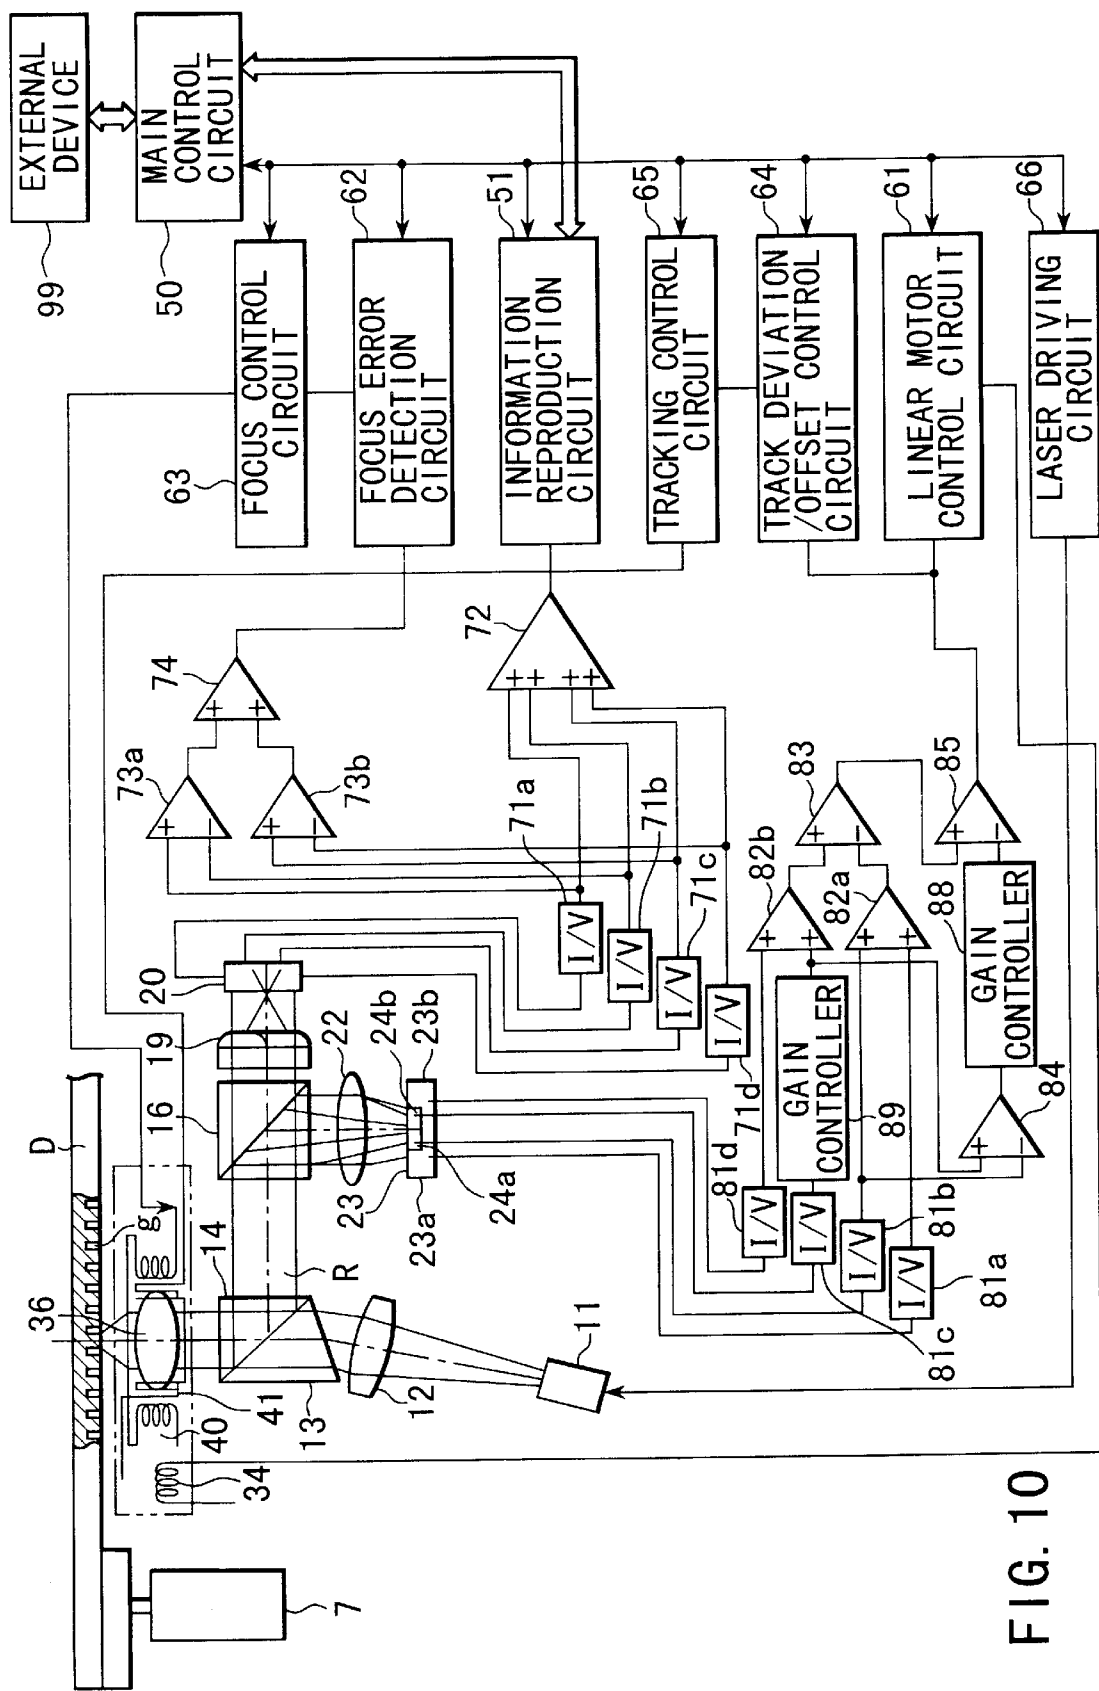 EXTERNAL
DEVICE
99
MAIN
CONTROL
CIRCUIT
50
FOCUS CONTROL
CIRCUIT
63
FOCUS ERROR
DETECTION
CIRCUIT
62
INFORMATION
REPRODUCTION
CIRCUIT
51
TRACKING CONTROL
CIRCUIT
65
TRACK DEVIATION
/OFFSET CONTROL
CIRCUIT
64
LINEAR MOTOR
CONTROL CIRCUIT
61
LASER DRIVING
CIRCUIT
66
74
+
+
73a
+
−
73b
+
−
72
+
+
+
+
71a
I/V
71b
I/V
71c
I/V
71d
I/V
83
+
−
85
+
−
82b
+
+
82a
+
+
88
GAIN
CONTROLLER
GAIN
CONTROLLER
89
84
+
−
81d
I/V
I/V
81c
I/V
81b
I/V
81a
20
19
16
22
24b
23b
23
23a
24a
D
g
36
14
R
13
12
11
41
40
34
7
FIG. 10